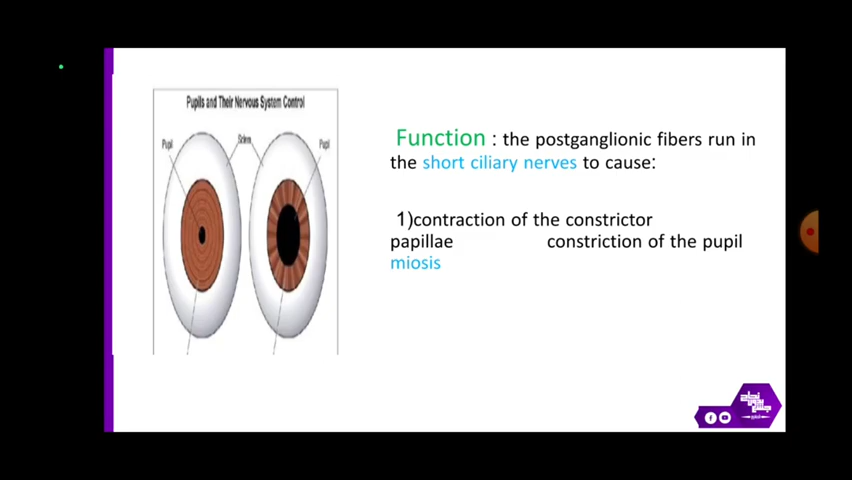 Pupils and Their Nervous System Control
Pupil
Sclera
Pupil
Function : the postganglionic fibers run in
the short ciliary nerves to cause:
1)contraction of the constrictor
papillae constriction of the pupil
miosis